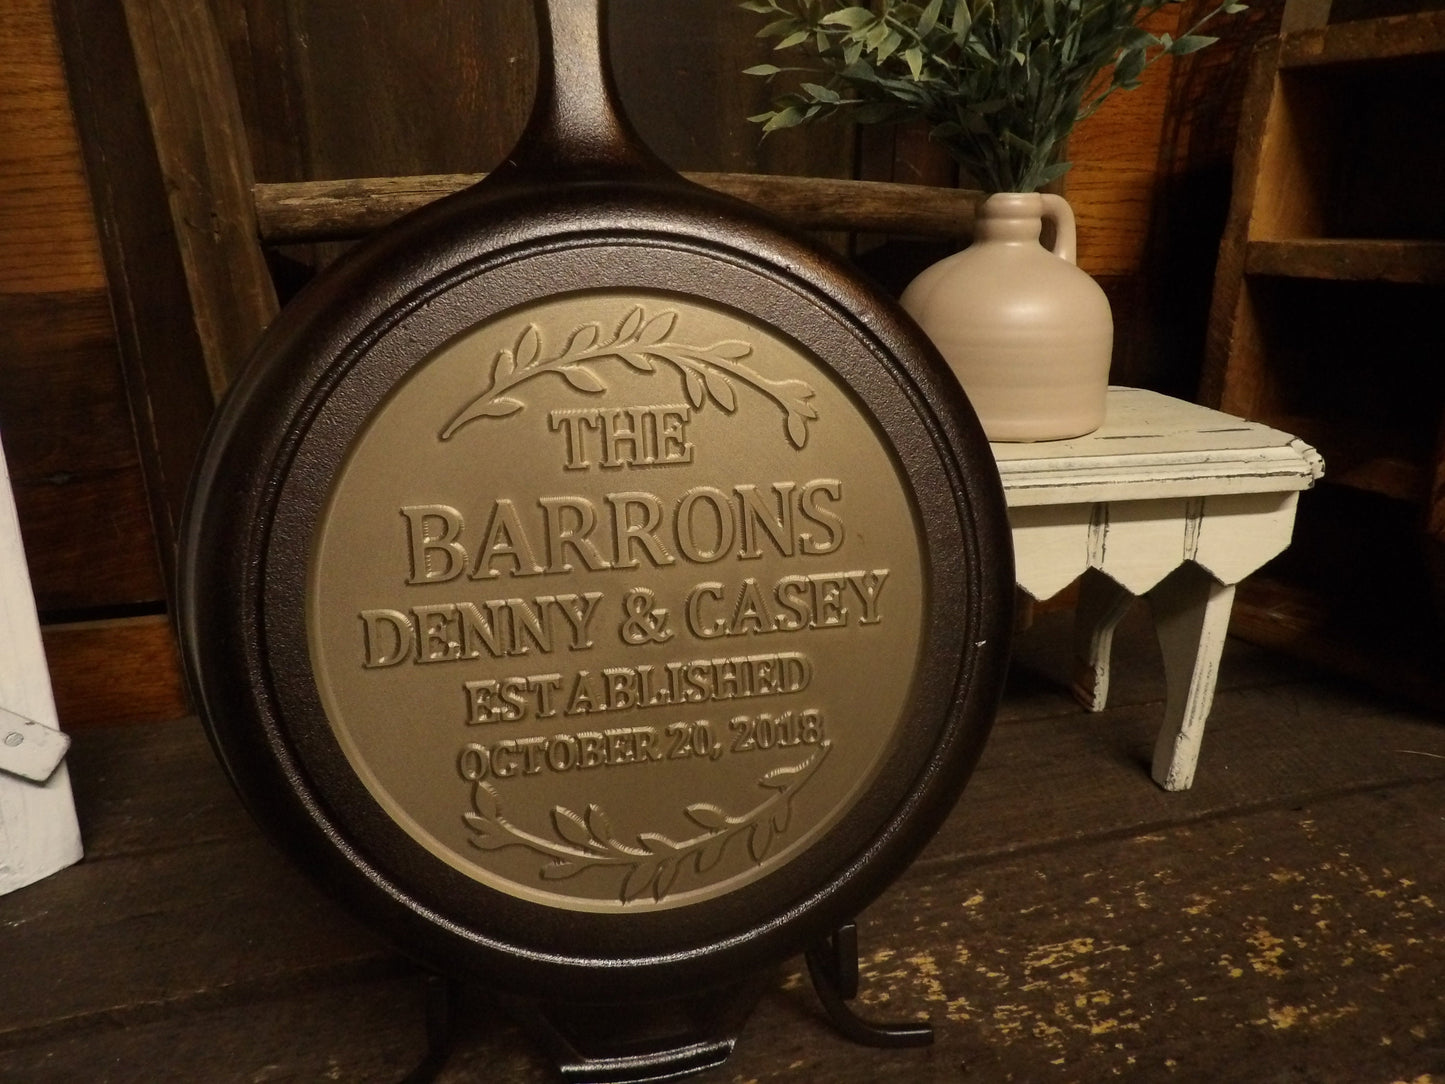 THE
BARRONS
DENNY & CASEY
ESTABLISHED
OCTOBER 20, 2018